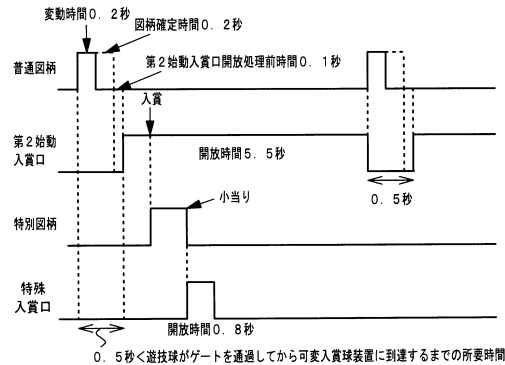 変動時間０．２秒
図柄確定時間０．２秒
第２始動入賞口開放処理前時間０．１秒
普通図柄
入賞
第２始動
入賞口
開放時間５．５秒
０．５秒
小当り
特別図柄
特殊
入賞口
開放時間０．８秒
０．５秒＜遊技球がゲートを通過してから可変入賞球装置に到達するまでの所要時間